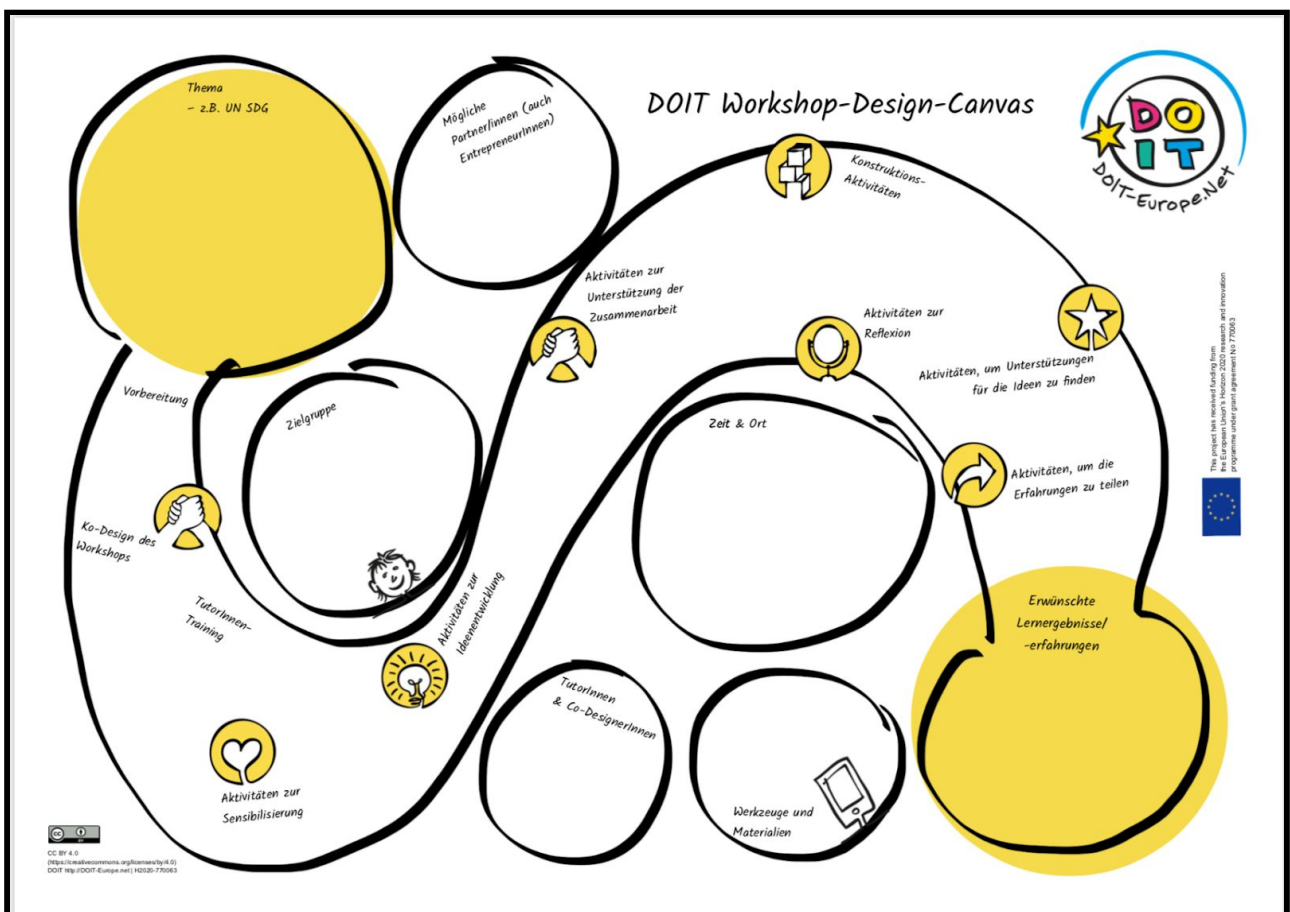 DOIT Workshop-Design-Canvas
DO
IT
DOIT-Europe.Net
Thema
– z.B. UN SDG
Mögliche
Partner/innen (auch
EntrepreneurInnen)
Konstruktions-
Aktivitäten
Aktivitäten zur
Unterstützung der
Zusammenarbeit
Aktivitäten zur
Reflexion
Aktivitäten, um Unterstützungen
für die Ideen zu finden
Vorbereitung
Zielgruppe
Zeit & Ort
Aktivitäten, um die
Erfahrungen zu teilen
Ko-Design des
Workshops
TutorInnen-
Training
Aktivitäten zur
Ideenentwicklung
Erwünschte
Lernergebnisse/
-erfahrungen
TutorInnen
& Co-DesignerInnen
Aktivitäten zur
Sensibilisierung
Werkzeuge und
Materialien
This project has received funding from
the European Union's Horizon 2020 research and innovation
programme under grant agreement No 770063
cc
BY
CC BY 4.0
(https://creativecommons.org/licenses/by/4.0)
DOIT http://DOIT-Europe.net | H2020-770063